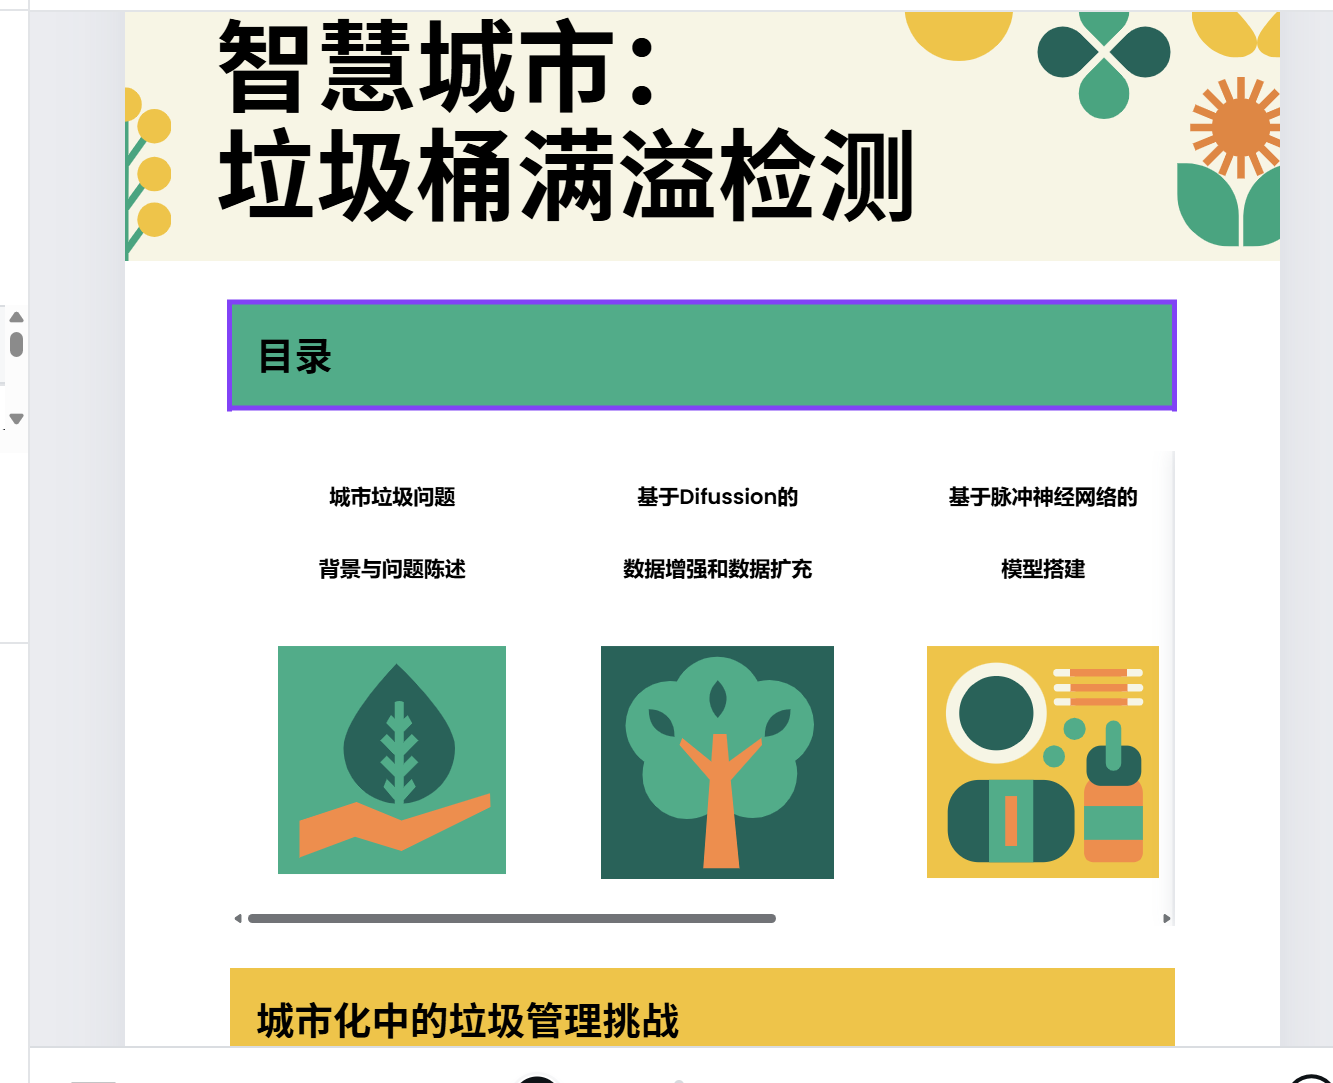 智慧城市：
垃圾桶满溢检测
目录
城市垃圾问题
背景与问题陈述
基于Difussion的
数据增强和数据扩充
基于脉冲神经网络的
模型搭建
城市化中的垃圾管理挑战